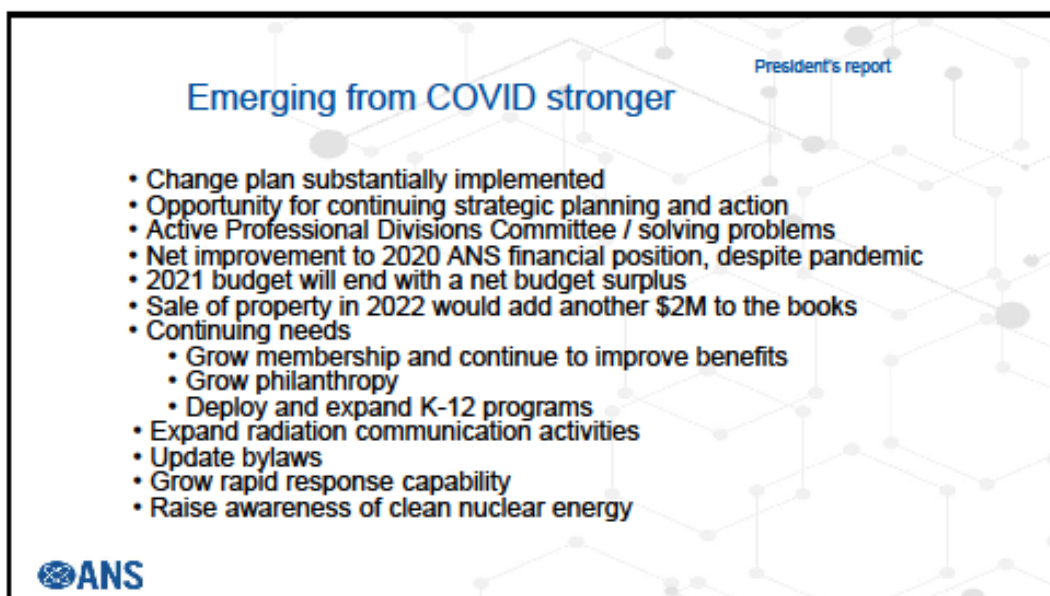 President's report
Emerging from COVID stronger
• Change plan substantially implemented
• Opportunity for continuing strategic planning and action
• Active Professional Divisions Committee / solving problems
• Net improvement to 2020 ANS financial position, despite pandemic
• 2021 budget will end with a net budget surplus
• Sale of property in 2022 would add another $2M to the books
• Continuing needs
• Grow membership and continue to improve benefits
• Grow philanthropy
• Deploy and expand K-12 programs
• Expand radiation communication activities
• Update bylaws
• Grow rapid response capability
• Raise awareness of clean nuclear energy
ANS